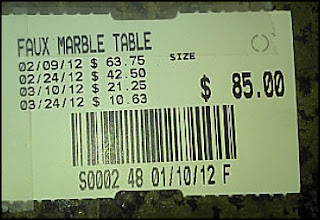 FAUX MARBLE TABLE
02/09/12 $ 63.75 SIZE
02/24/12 $ 42.50
03/10/12 $ 21.25 $ 85.00
03/24/12 $ 10.63
S0002 48 01/10/12 F